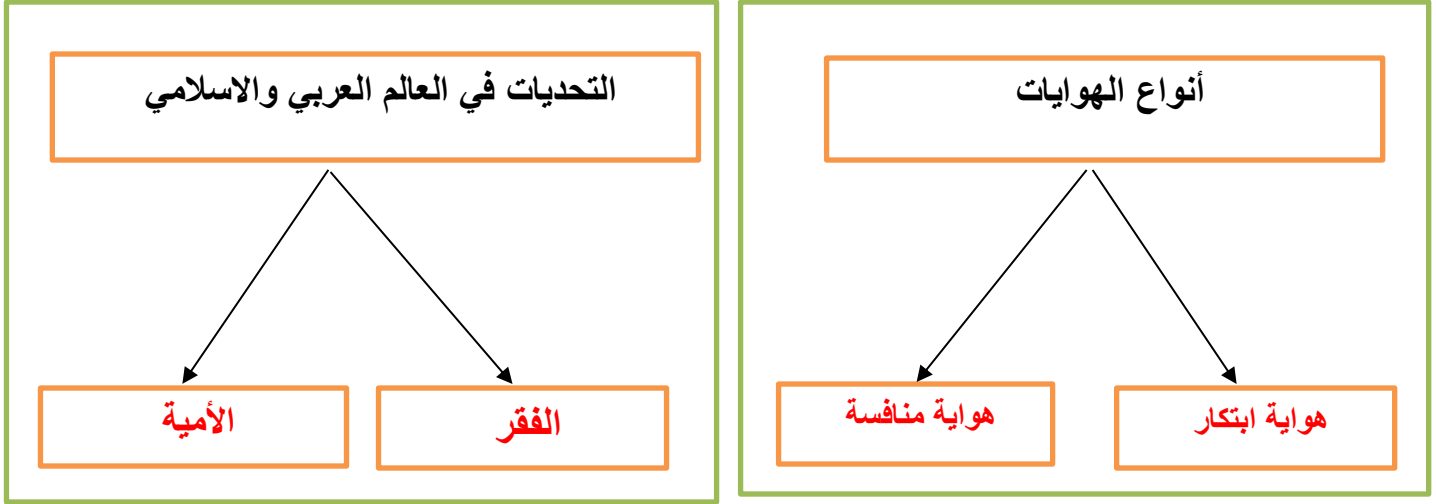 أنواع الهوايات
هواية ابتكار
هواية منافسة
التحديات في العالم العربي والاسلامي
الفقر
الأمية